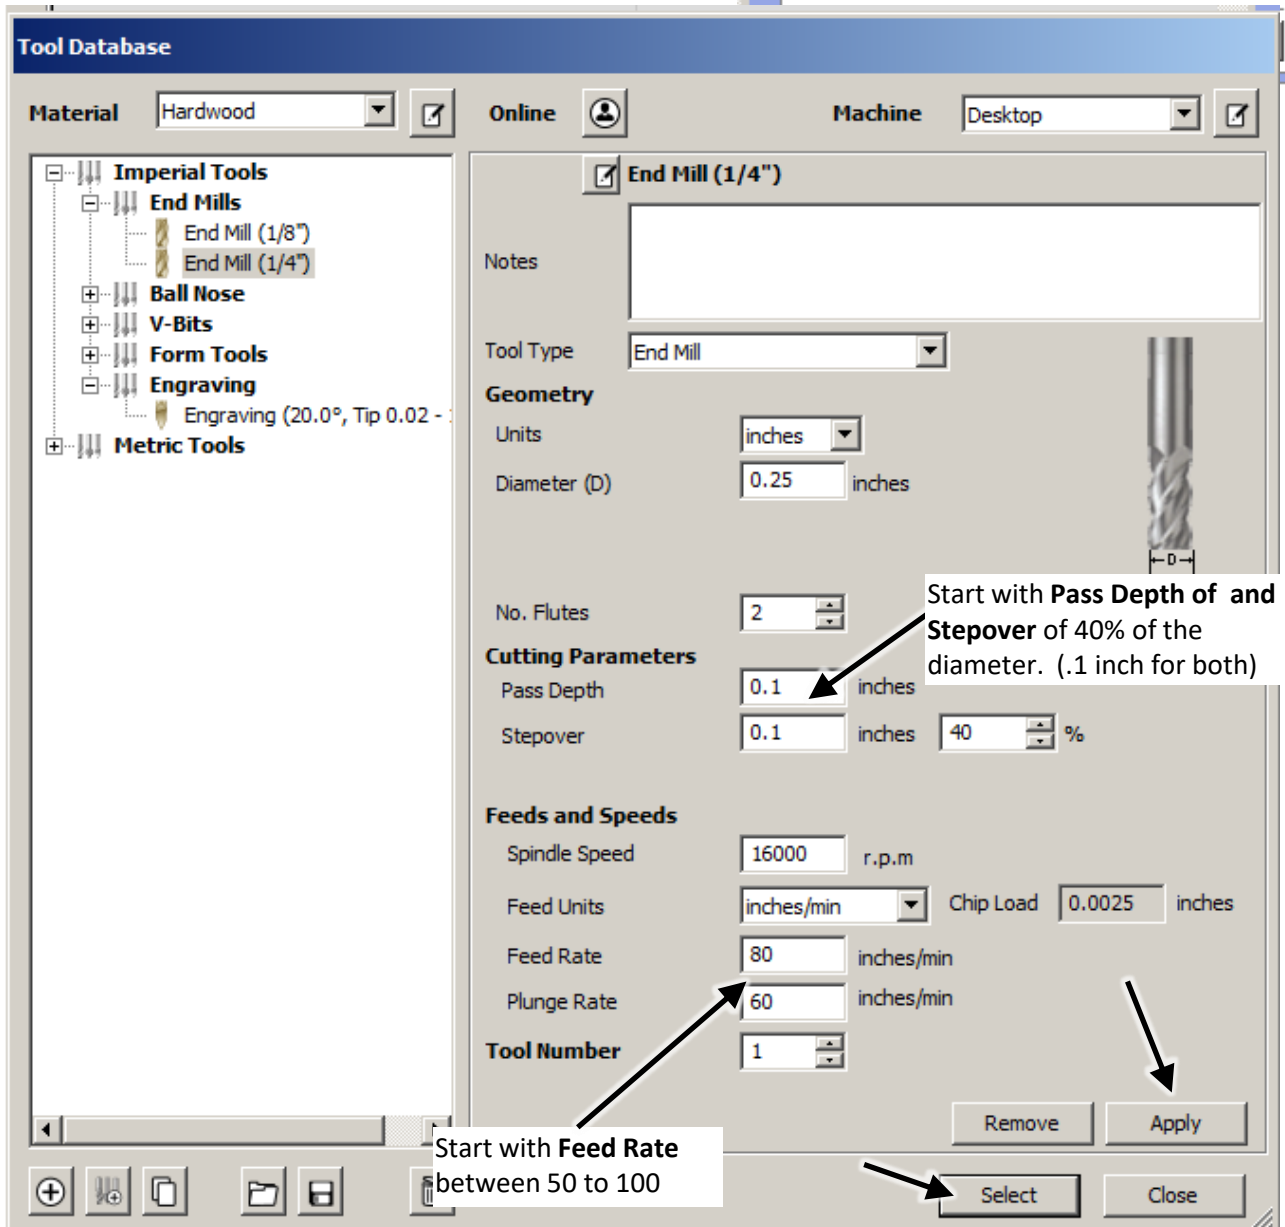 Tool Database
Material Hardwood Online Machine Desktop
Imperial Tools
End Mills
End Mill (1/8")
End Mill (1/4")
Ball Nose
V-Bits
Form Tools
Engraving
Engraving (20.0°, Tip 0.02 -
Metric Tools
End Mill (1/4")
Notes
Tool Type End Mill
Geometry
Units inches
Diameter (D) 0.25 inches
D
No. Flutes 2
Start with Pass Depth of and
Stepover of 40% of the
diameter. (.1 inch for both)
Cutting Parameters
Pass Depth 0.1 inches
Stepover 0.1 inches 40 %
Feeds and Speeds
Spindle Speed 16000 r.p.m
Feed Units inches/min Chip Load 0.0025 inches
Feed Rate 80 inches/min
Plunge Rate 60 inches/min
Tool Number 1
Start with Feed Rate
between 50 to 100
Remove Apply
Select Close